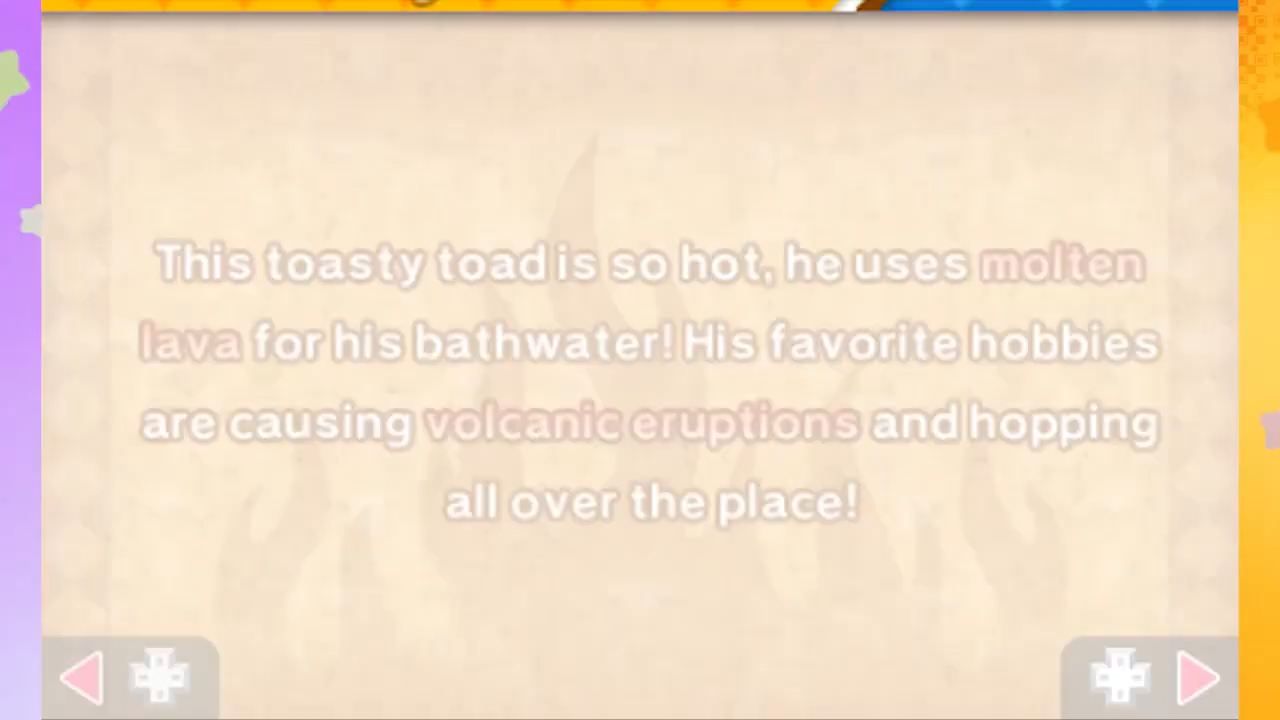 This toasty toad is so hot, he uses molten
lava for his bathwater! His favorite hobbies
are causing volcanic eruptions and hopping
all over the place!